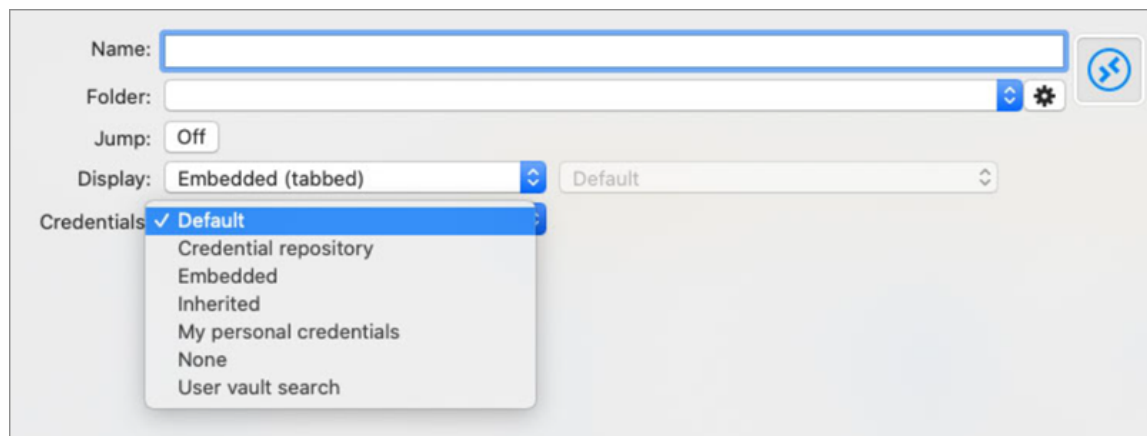 Name:
Folder:
Jump: Off
Display: Embedded (tabbed) Default
Credentials ✓ Default
Credential repository
Embedded
Inherited
My personal credentials
None
User vault search